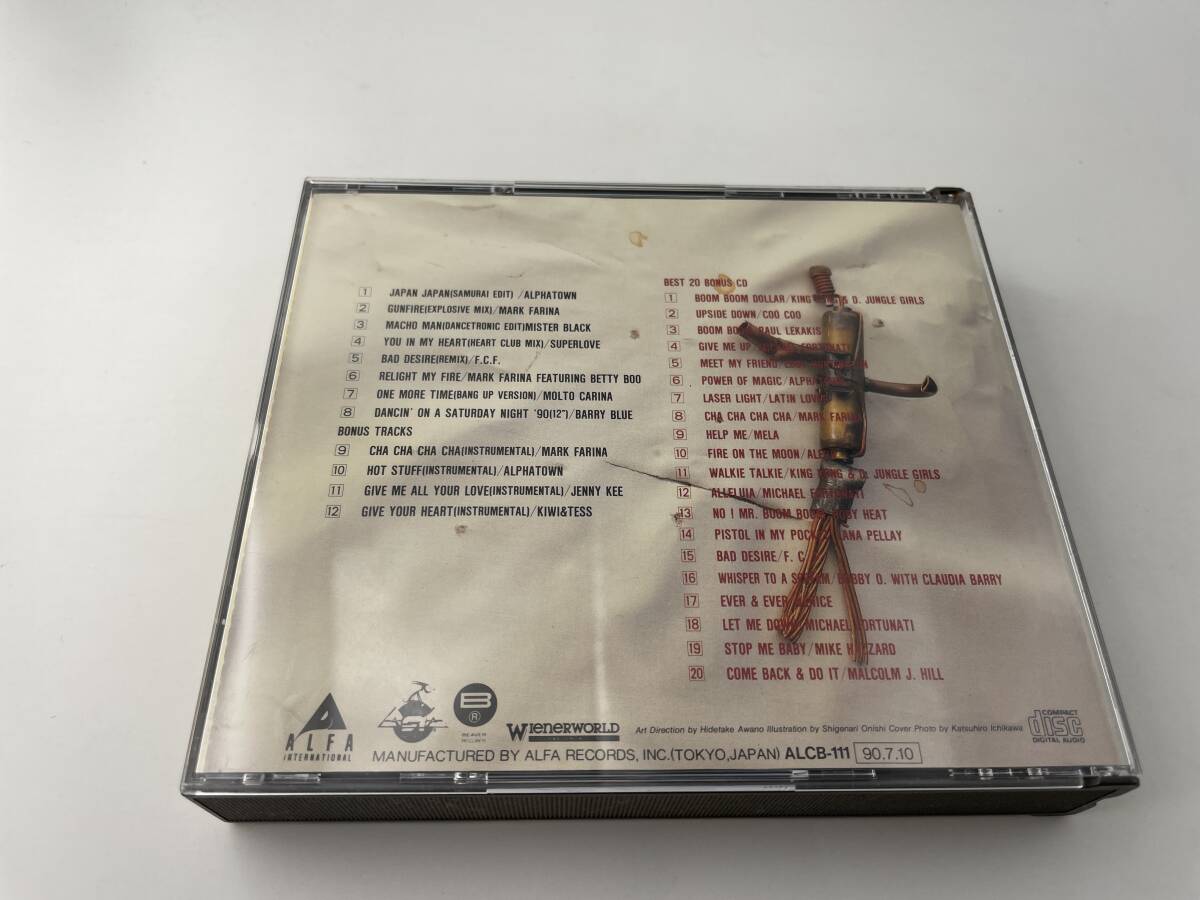 1 JAPAN JAPAN(SAMURAI EDIT) /ALPHATOWN
2 GUNFIRE(EXPLOSIVE MIX)/MARK FARINA
3 MACHO MAN(DANCETRONIC EDIT)MISTER BLACK
4 YOU IN MY HEART(HEART CLUB MIX)/SUPERLOVE
5 BAD DESIRE(REMIX)/F.C.F.
6 RELIGHT MY FIRE/MARK FARINA FEATURING BETTY BOO
7 ONE MORE TIME(BANG UP VERSION)/MOLTO CARINA
8 DANCIN' ON A SATURDAY NIGHT '90(12")/BARRY BLUE
BONUS TRACKS
9 CHA CHA CHA CHA(INSTRUMENTAL)/MARK FARINA
10 HOT STUFF(INSTRUMENTAL)/ALPHATOWN
11 GIVE ME ALL YOUR LOVE(INSTRUMENTAL)/JENNY KEE
12 GIVE YOUR HEART(INSTRUMENTAL)/KIWI&TESS
BEST 20 BONUS CD
1 BOOM BOOM DOLLAR/KING & D. JUNGLE GIRLS
2 UPSIDE DOWN/COO COO
3 BOOM BOOM/PAUL LEKAKIS
4 GIVE ME UP
5 MEET MY FRIEND
6 POWER OF MAGIC
7 LASER LIGHT/LATIN LOVER
8 CHA CHA CHA CHA/MARK FARINA
9 HELP ME/MELA
10 FIRE ON THE MOON
11 WALKIE TALKIE/KING KONG & D. JUNGLE GIRLS
12 ALLELUIA/MICHAEL FORTUNATI
13 NO ! MR. BOOM BOOM HEAT
14 PISTOL IN MY PELLAY
15 BAD DESIRE/F.
16 WHISPER TO A O. WITH CLAUDIA BARRY
17 EVER & EVER
18 LET ME DOWN/MICHAEL FORTUNATI
19 STOP ME BABY/MIKE HAZZARD
20 COME BACK & DO IT/MALCOLM J. HILL
ALFA
INTERNATIONAL
B
R
WIENERWORLD
Art Direction by Hidetake Awano Illustration by Shigenari Onishi Cover Photo by Katsuhiro Ichikawa
COMPACT
disc
DIGITAL AUDIO
MANUFACTURED BY ALFA RECORDS, INC.(TOKYO,JAPAN) ALCB-111 90.7.10